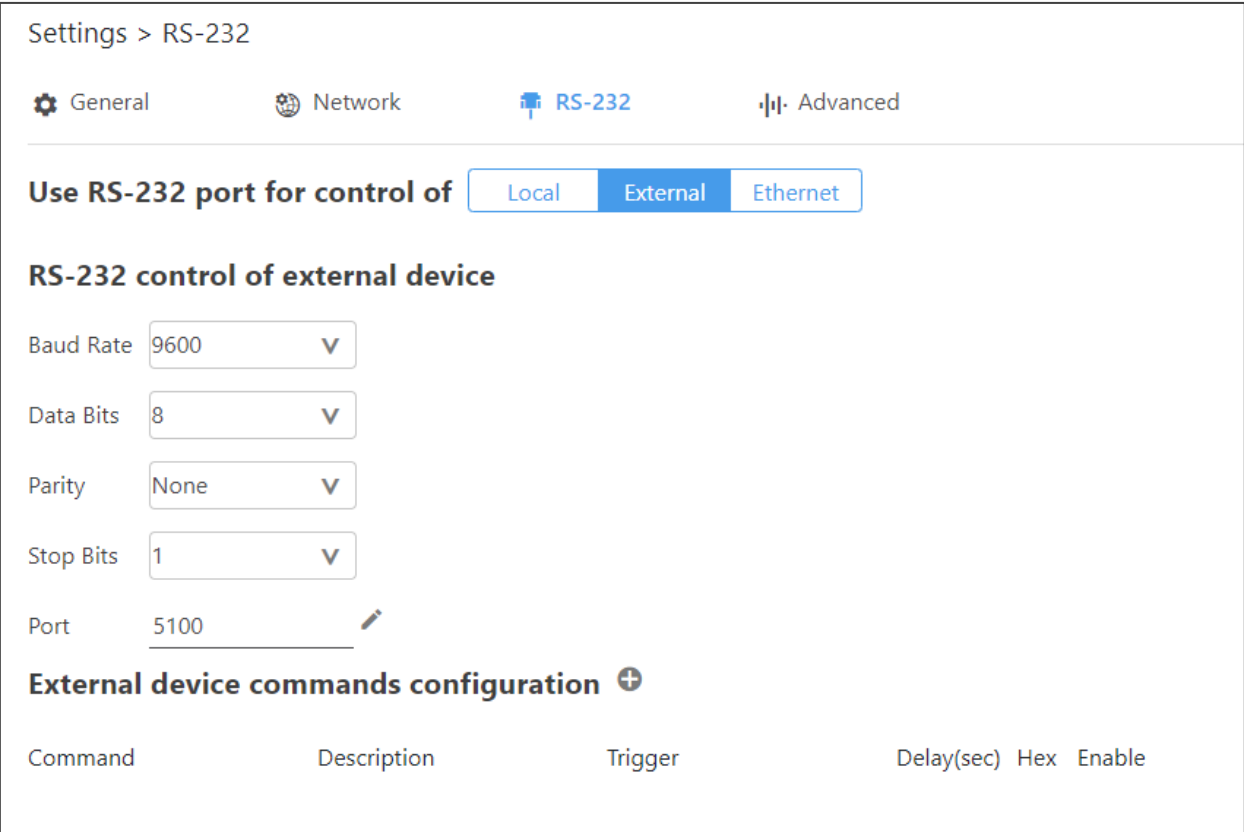 Settings > RS-232
General Network RS-232 Advanced
Use RS-232 port for control of Local External Ethernet
RS-232 control of external device
Baud Rate 9600
Data Bits 8
Parity None
Stop Bits 1
Port 5100
External device commands configuration
Command Description Trigger Delay(sec) Hex Enable